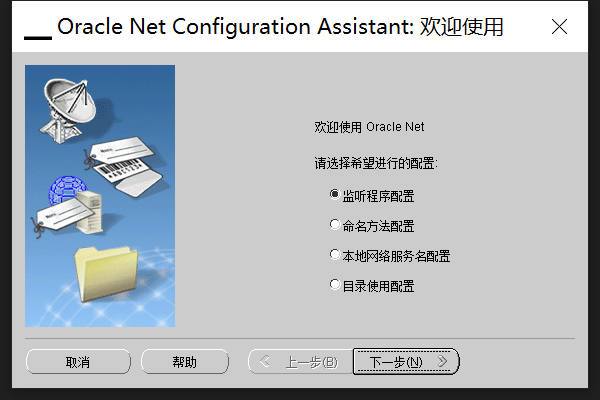 Oracle Net Configuration Assistant: 欢迎使用
欢迎使用 Oracle Net
请选择希望进行的配置:
监听程序配置
命名方法配置
本地网络服务名配置
目录使用配置
取消
帮助
上一步(B)
下一步(N)